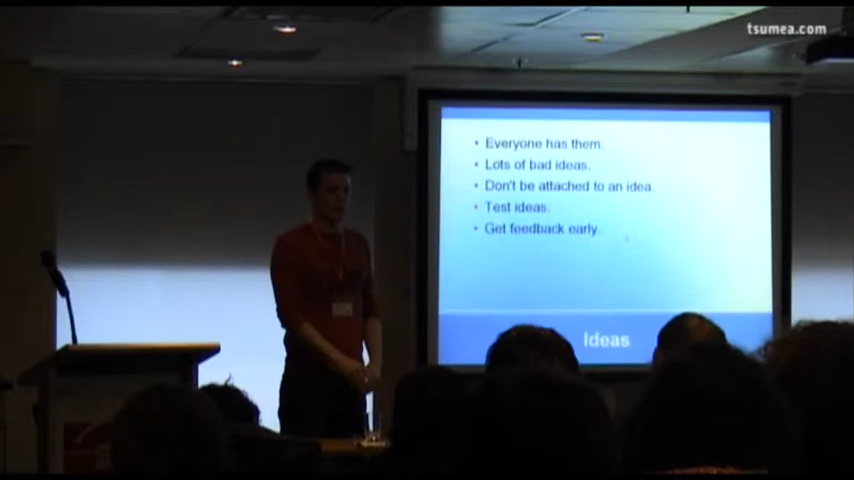 tsumea.com
• Everyone has them.
• Lots of bad ideas.
• Don't be attached to an idea.
• Test ideas.
• Get feedback early.
Ideas